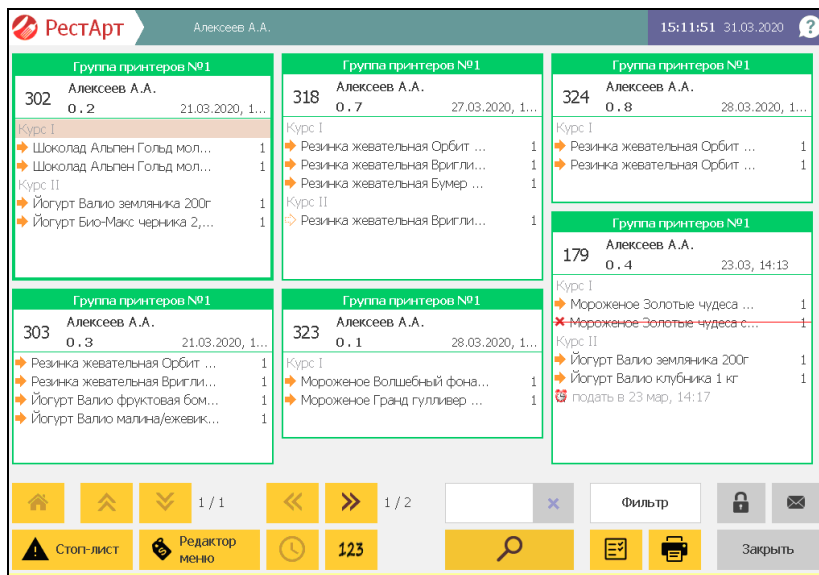 РестАрт
Алексеев А.А.
15:11:51 31.03.2020 ?
Группа принтеров №1
302 Алексеев А.А.
0.2 21.03.2020, 1...
Курс I
Шоколад Альпен Гольд мол... 1
Шоколад Альпен Гольд мол... 1
Курс II
Йогурт Валио земляника 200г 1
Йогурт Био-Макс черника 2,... 1
Группа принтеров №1
318 Алексеев А.А.
0.7 27.03.2020, 1...
Курс I
Резинка жевательная Орбит ... 1
Резинка жевательная Вригли... 1
Резинка жевательная Бумер ... 1
Курс II
Резинка жевательная Вригли... 1
Группа принтеров №1
324 Алексеев А.А.
0.8 28.03.2020, 1...
Курс I
Резинка жевательная Орбит ... 1
Резинка жевательная Орбит ... 1
Группа принтеров №1
303 Алексеев А.А.
0.3 21.03.2020, 1...
Резинка жевательная Орбит ... 1
Резинка жевательная Вригли... 1
Йогурт Валио фруктовая бом... 1
Йогурт Валио малина/ежевик... 1
Группа принтеров №1
323 Алексеев А.А.
0.1 28.03.2020, 1...
Курс I
Мороженое Волшебный фона... 1
Мороженое Гранд гулливер ... 1
Группа принтеров №1
179 Алексеев А.А.
0.4 23.03, 14:13
Курс I
Мороженое Золотые чудеса ... 1
Мороженое Золотые чудеса с... 1
Курс II
Йогурт Валио земляника 200г 1
Йогурт Валио клубника 1 кг 1
подать в 23 мар, 14:17
1 / 1
1 / 2
Фильтр
Стоп-лист
Редактор
меню
123
Закрыть